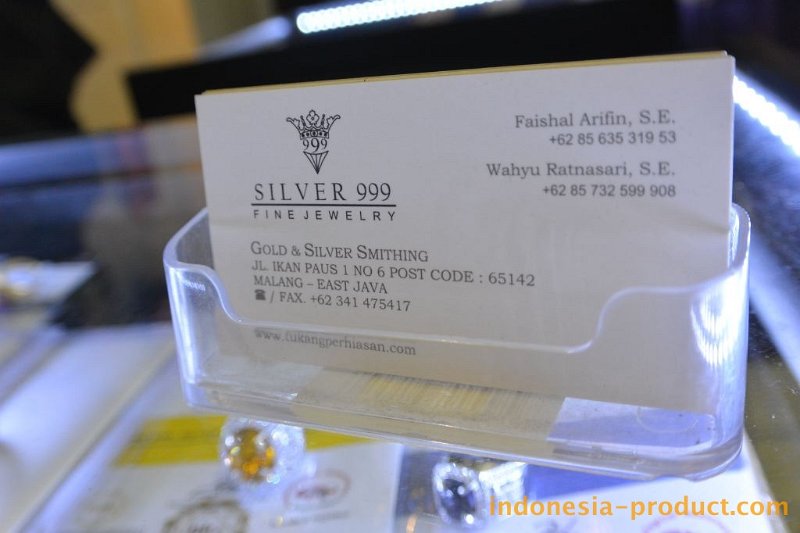 999
SILVER 999
FINE JEWELRY
Faishal Arifin, S.E.
+62 85 635 319 53
Wahyu Ratnasari, S.E.
+62 85 732 599 908
GOLD & SILVER SMITHING
JL. IKAN PAUS 1 NO 6 POST CODE : 65142
MALANG – EAST JAVA
☎ / FAX. +62 341 475417
www.tukangperhiasan.com
indonesia-product.com